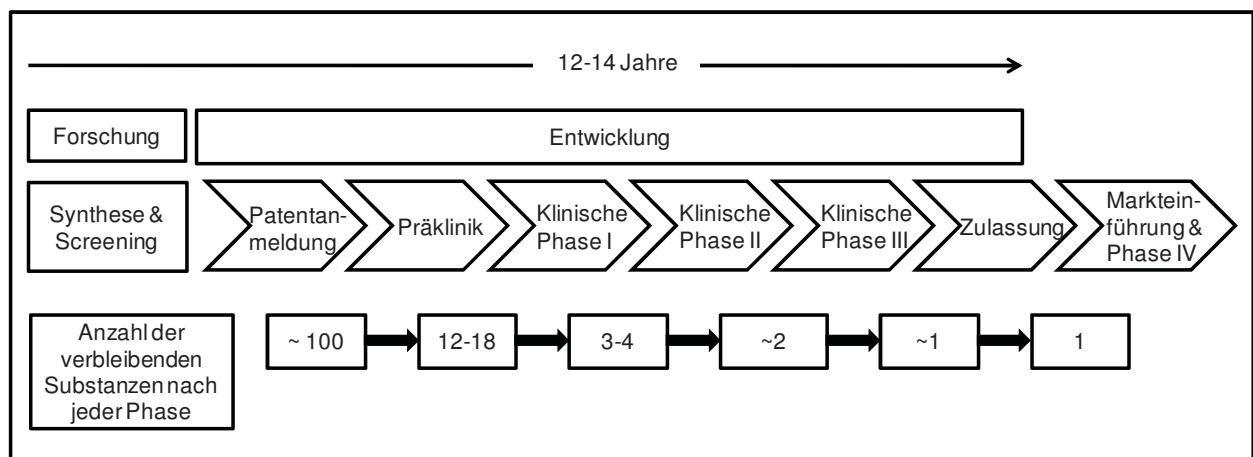 12-14 Jahre
Forschung
Entwicklung
Synthese &
Screening
Patentan-
meldung
Präklinik
Klinische
Phase I
Klinische
Phase II
Klinische
Phase III
Zulassung
Marktein-
führung &
Phase IV
Anzahl der
verbleibenden
Substanzen nach
jeder Phase
~ 100
12-18
3-4
~2
~1
1